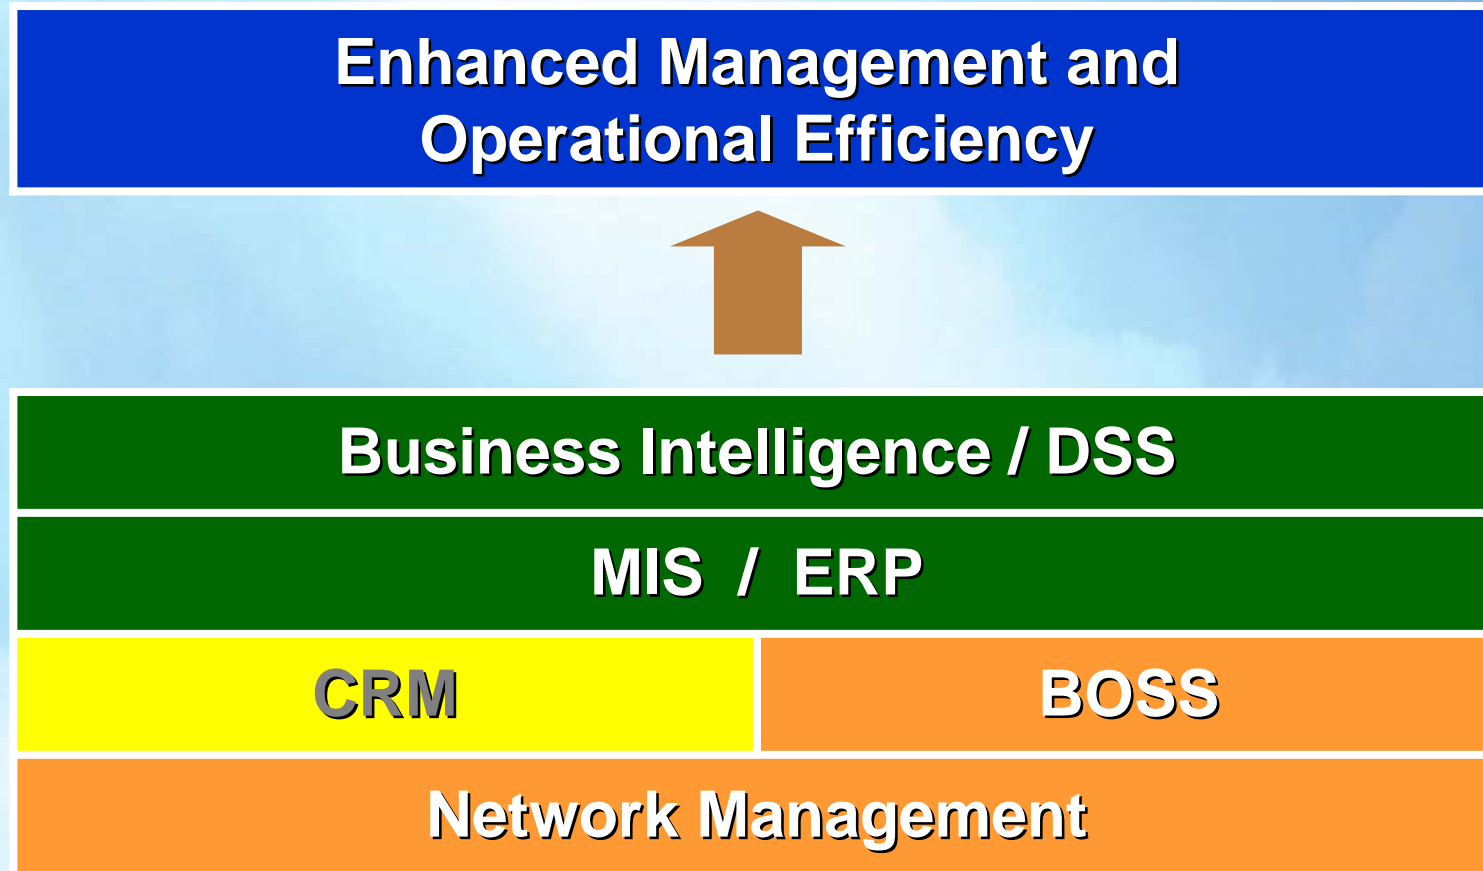 Enhanced Management and
Operational Efficiency
Business Intelligence / DSS
MIS / ERP
CRM
BOSS
Network Management